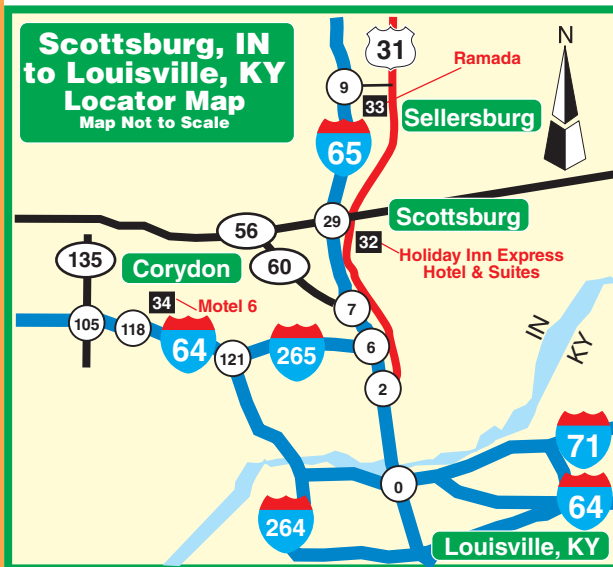 Scottsburg, IN
to Louisville, KY
Locator Map
Map Not to Scale
31
N
Ramada
9
33
Sellersburg
65
29
Scottsburg
56
32
Holiday Inn Express
Hotel & Suites
135
60
Corydon
34
Motel 6
7
105
118
64
121
265
6
2
IN
KY
71
0
64
264
Louisville, KY